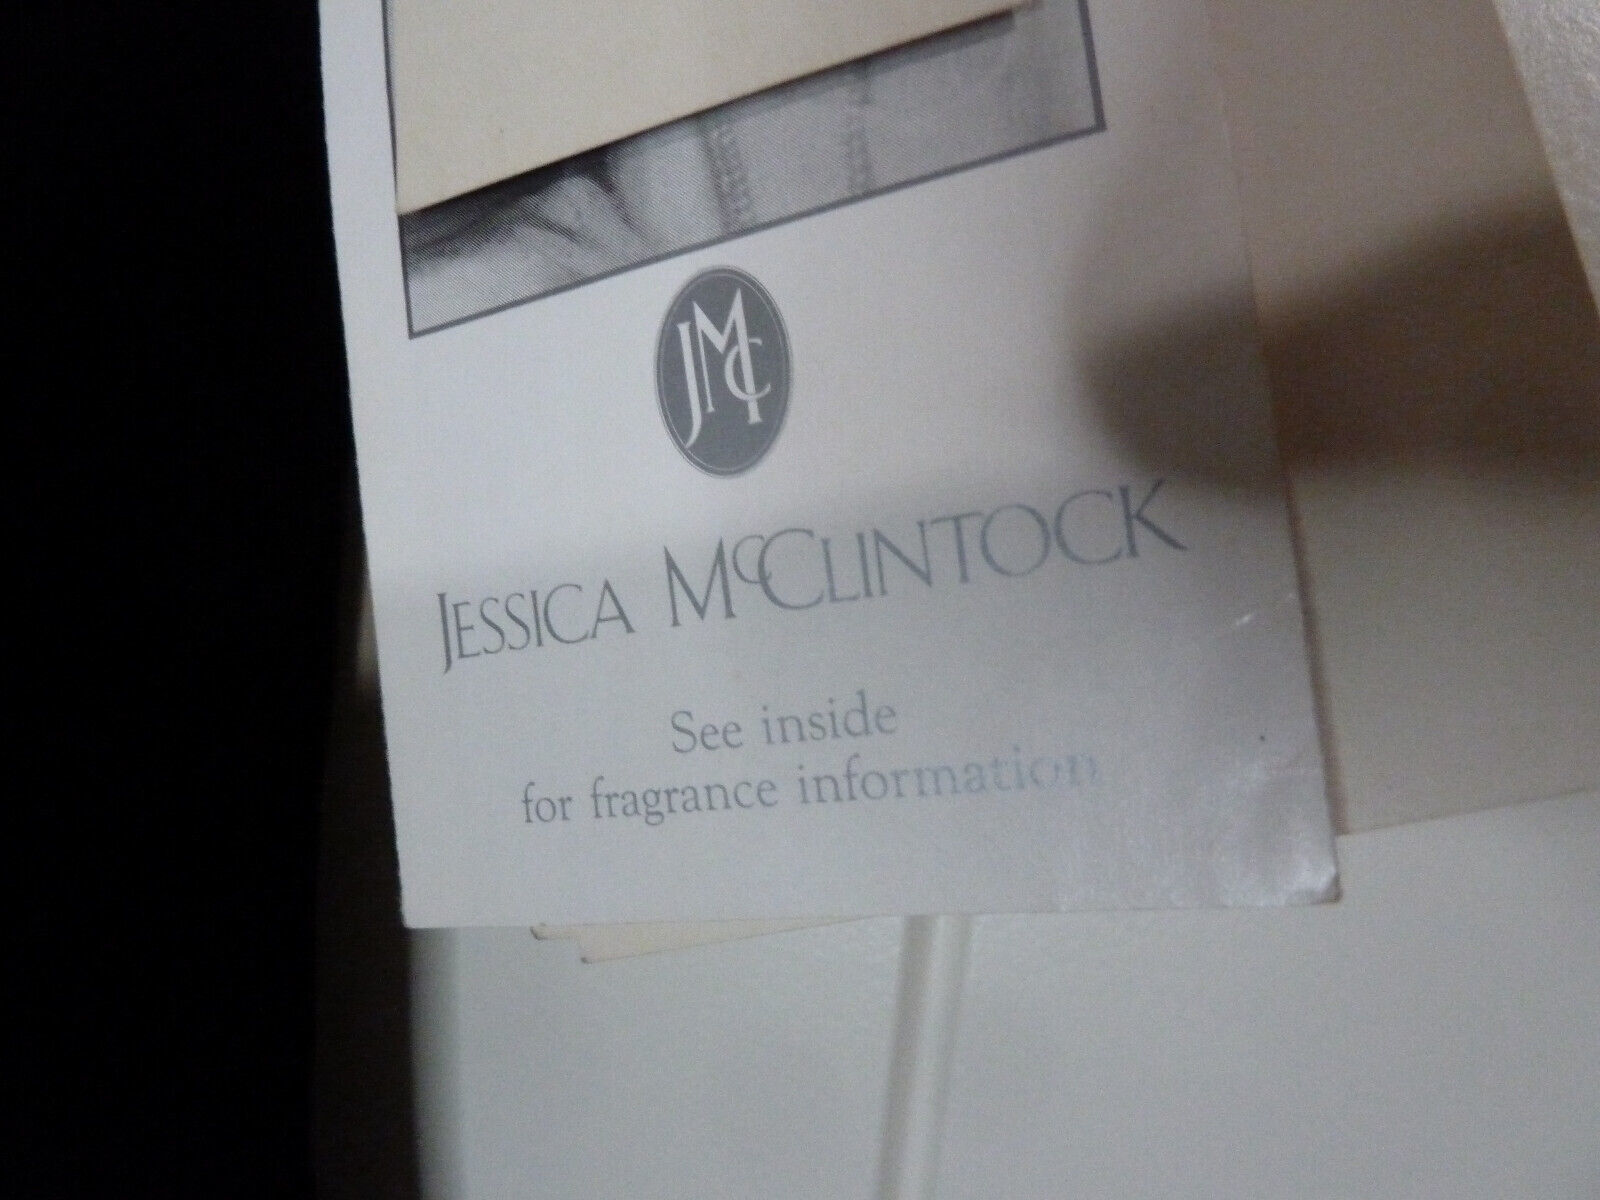 JMC
JESSICA MCCLINTOCK
See inside
for fragrance information